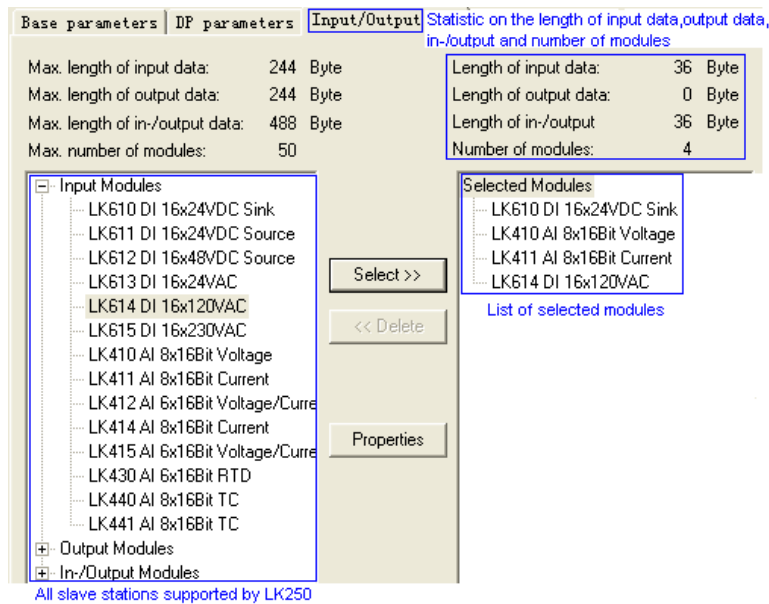 Base parameters DP parameters Input/Output Statistic on the length of input data,output data,
in-/output and number of modules
Max. length of input data: 244 Byte
Max. length of output data: 244 Byte
Max. length of in-/output data: 488 Byte
Max. number of modules: 50
Length of input data: 36 Byte
Length of output data: 0 Byte
Length of in-/output 36 Byte
Number of modules: 4
Input Modules
LK610 DI 16x24VDC Sink
LK611 DI 16x24VDC Source
LK612 DI 16x48VDC Source
LK613 DI 16x24VAC
LK614 DI 16x120VAC
LK615 DI 16x230VAC
LK410 AI 8x16Bit Voltage
LK411 AI 8x16Bit Current
LK412 AI 6x16Bit Voltage/Curre
LK414 AI 8x16Bit Current
LK415 AI 6x16Bit Voltage/Curre
LK430 AI 6x16Bit RTD
LK440 AI 8x16Bit TC
LK441 AI 8x16Bit TC
Output Modules
In-/Output Modules
All slave stations supported by LK250
Select >>
<< Delete
Properties
Selected Modules
LK610 DI 16x24VDC Sink
LK410 AI 8x16Bit Voltage
LK411 AI 8x16Bit Current
LK614 DI 16x120VAC
List of selected modules